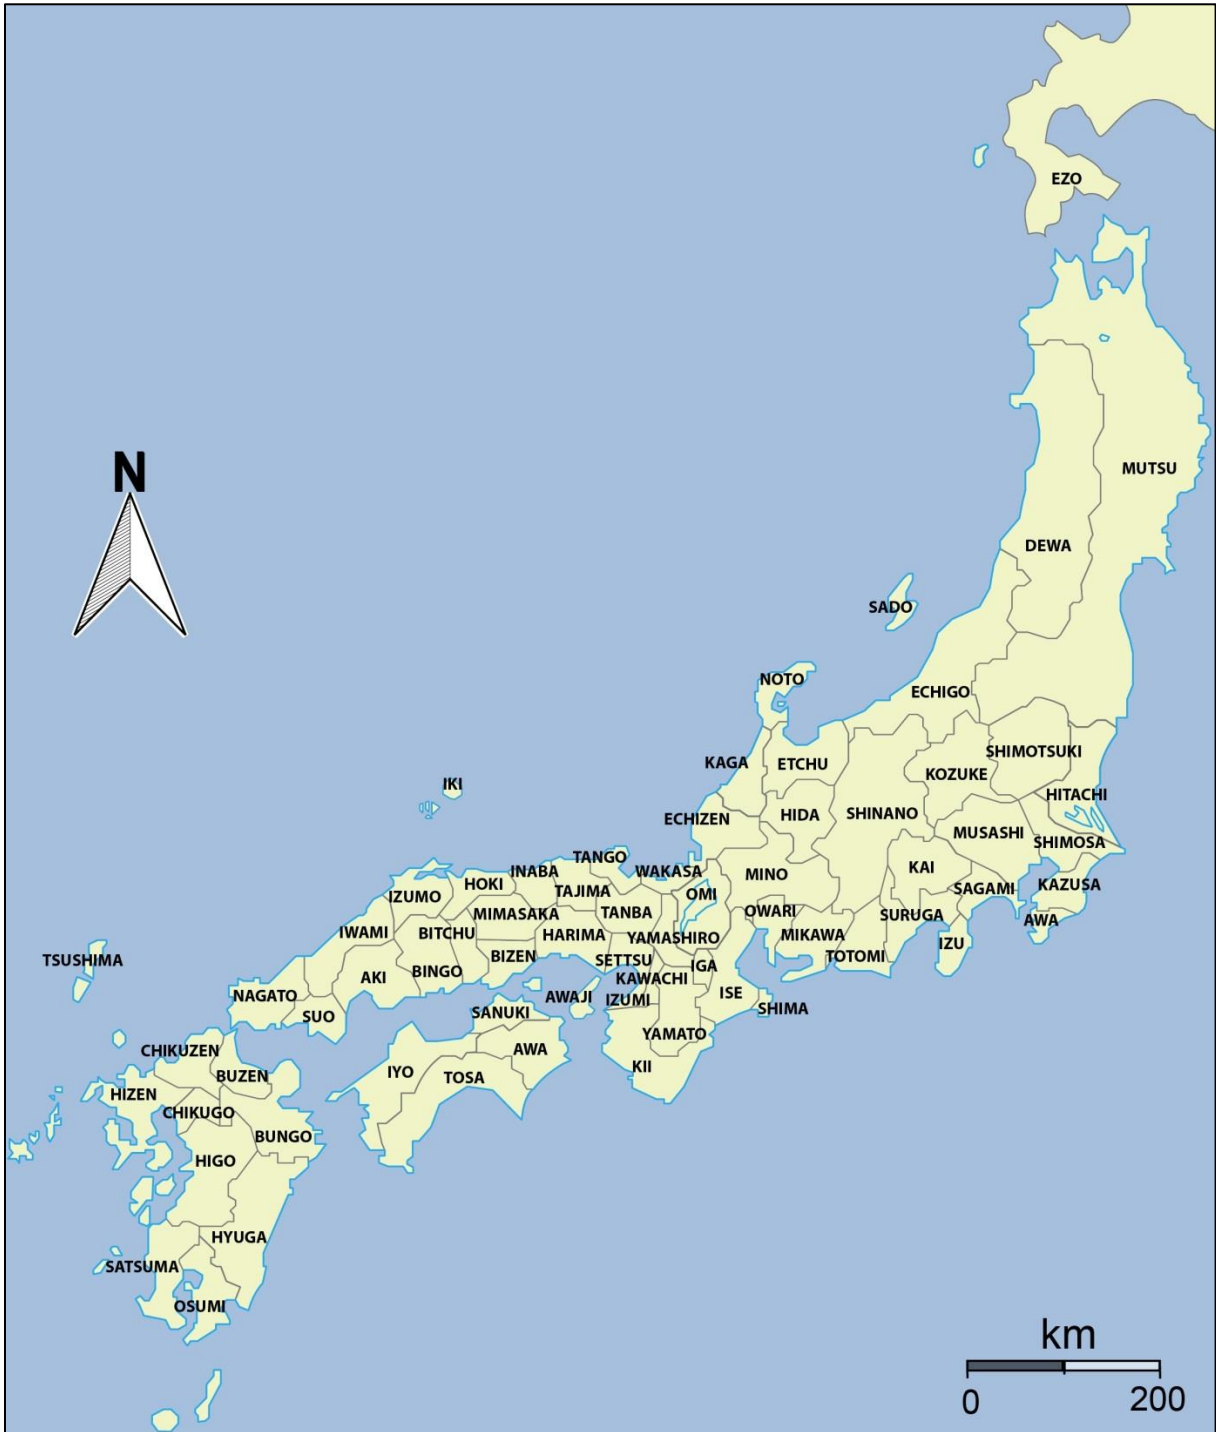 EZO
MUTSU
N
DEWA
SADO
NOTO
ECHIGO
SHIMOTSUKI
KAGA
ETCHU
KOZUKE
IKI
HITACHI
ECHIZEN
HIDA
SHINANO
MUSASHI
SHIMOSA
TANGO
INABA
WAKASA
KAI
MINO
HOKI
TAJIMA
OMI
SAGAMI
KAZUSA
IZUMO
MIMASAKA
TANBA
OWARI
SURUGA
AWA
IWAMI
BITCHU
HARIMA
YAMASHIRO
MIKAWA
IZU
TSUSHIMA
BIZEN
SETTSU
TOTOMI
AKI
BINGO
KAWACHI
IGA
NAGATO
AWAJI
IZUMI
ISE
SHIMA
SUO
SANUKI
YAMATO
CHIKUZEN
AWA
KII
BUZEN
IYO
TOSA
HIZEN
CHIKUGO
BUNGO
HIGO
HYUGA
SATSUMA
OSUMI
km
0 200